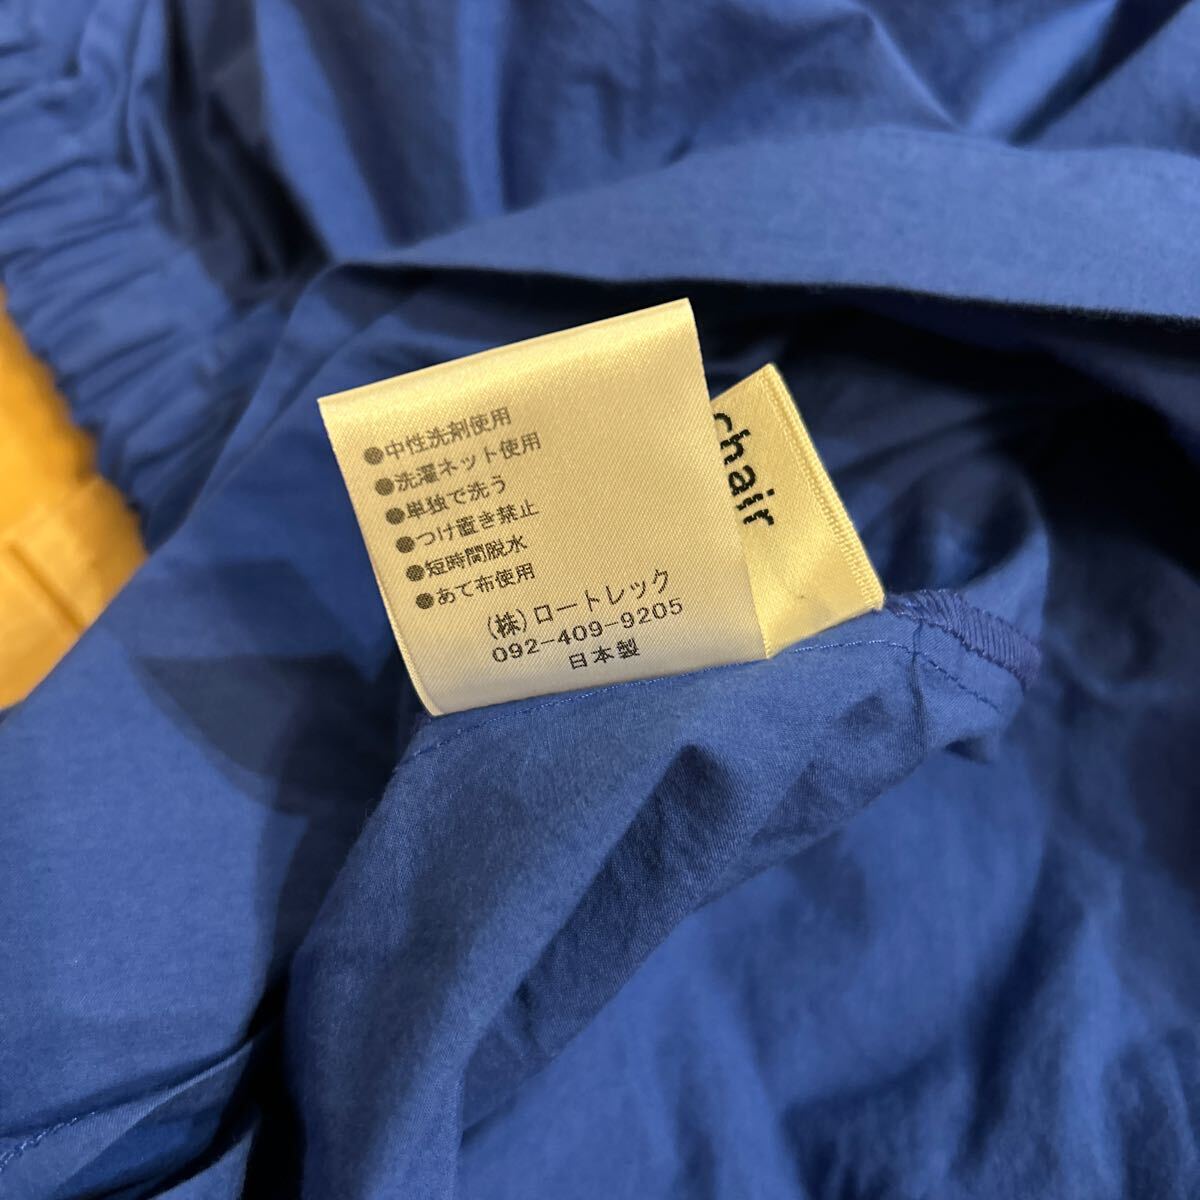 ●中性洗剤使用
●洗濯ネット使用
●単独で洗う
●つけ置き禁止
●短時間脱水
●あて布使用
(株)ロートレック
092-409-9205
日本製
chair